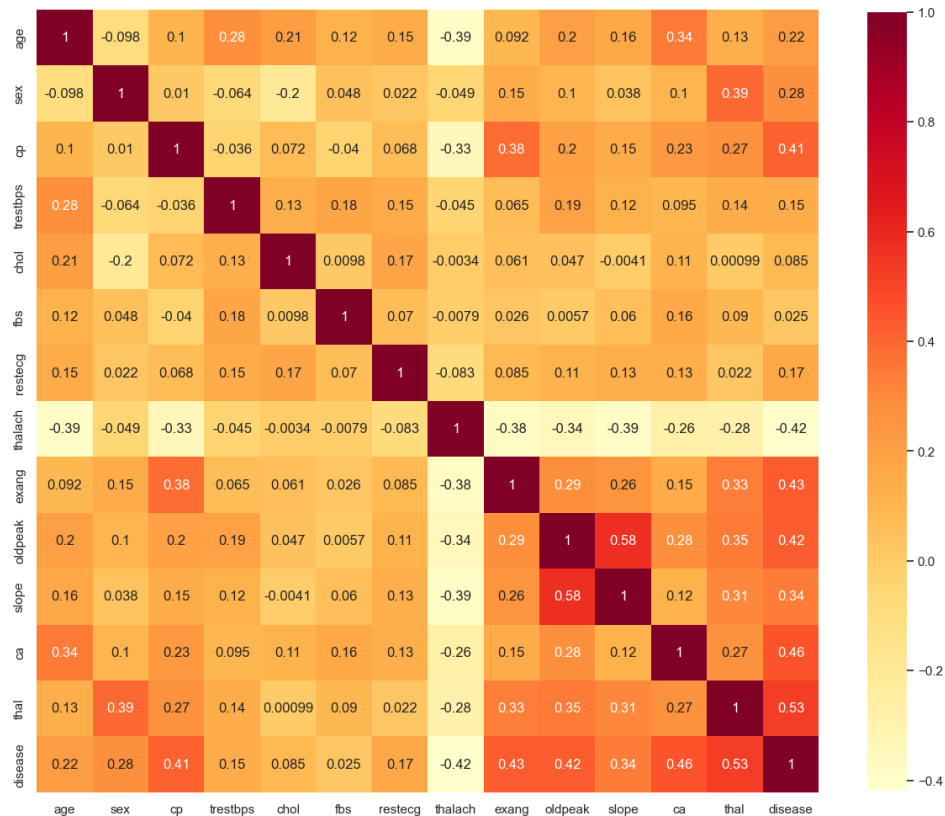 age 1 -0.098 0.1 0.28 0.21 0.12 0.15 -0.39 0.092 0.2 0.16 0.34 0.13 0.22
sex -0.098 1 0.01 -0.064 -0.2 0.048 0.022 -0.049 0.15 0.1 0.038 0.1 0.39 0.28
cp 0.1 0.01 1 -0.036 0.072 -0.04 0.068 -0.33 0.38 0.2 0.15 0.23 0.27 0.41
trestbps 0.28 -0.064 -0.036 1 0.13 0.18 0.15 -0.045 0.065 0.19 0.12 0.095 0.14 0.15
chol 0.21 -0.2 0.072 0.13 1 0.0098 0.17 -0.0034 0.061 0.047 -0.0041 0.11 0.00099 0.085
fbs 0.12 0.048 -0.04 0.18 0.0098 1 0.07 -0.0079 0.026 0.0057 0.06 0.16 0.09 0.025
restecg 0.15 0.022 0.068 0.15 0.17 0.07 1 -0.083 0.085 0.11 0.13 0.13 0.022 0.17
thalach -0.39 -0.049 -0.33 -0.045 -0.0034 -0.0079 -0.083 1 -0.38 -0.34 -0.39 -0.26 -0.28 -0.42
exang 0.092 0.15 0.38 0.065 0.061 0.026 0.085 -0.38 1 0.29 0.26 0.15 0.33 0.43
oldpeak 0.2 0.1 0.2 0.19 0.047 0.0057 0.11 -0.34 0.29 1 0.58 0.28 0.35 0.42
slope 0.16 0.038 0.15 0.12 -0.0041 0.06 0.13 -0.39 0.26 0.58 1 0.12 0.31 0.34
ca 0.34 0.1 0.23 0.095 0.11 0.16 0.13 -0.26 0.15 0.28 0.12 1 0.27 0.46
thal 0.13 0.39 0.27 0.14 0.00099 0.09 0.022 -0.28 0.33 0.35 0.31 0.27 1 0.53
disease 0.22 0.28 0.41 0.15 0.085 0.025 0.17 -0.42 0.43 0.42 0.34 0.46 0.53 1
age sex cp trestbps chol fbs restecg thalach exang oldpeak slope ca thal disease
1.0
0.8
0.6
0.4
0.2
0.0
−0.2
−0.4